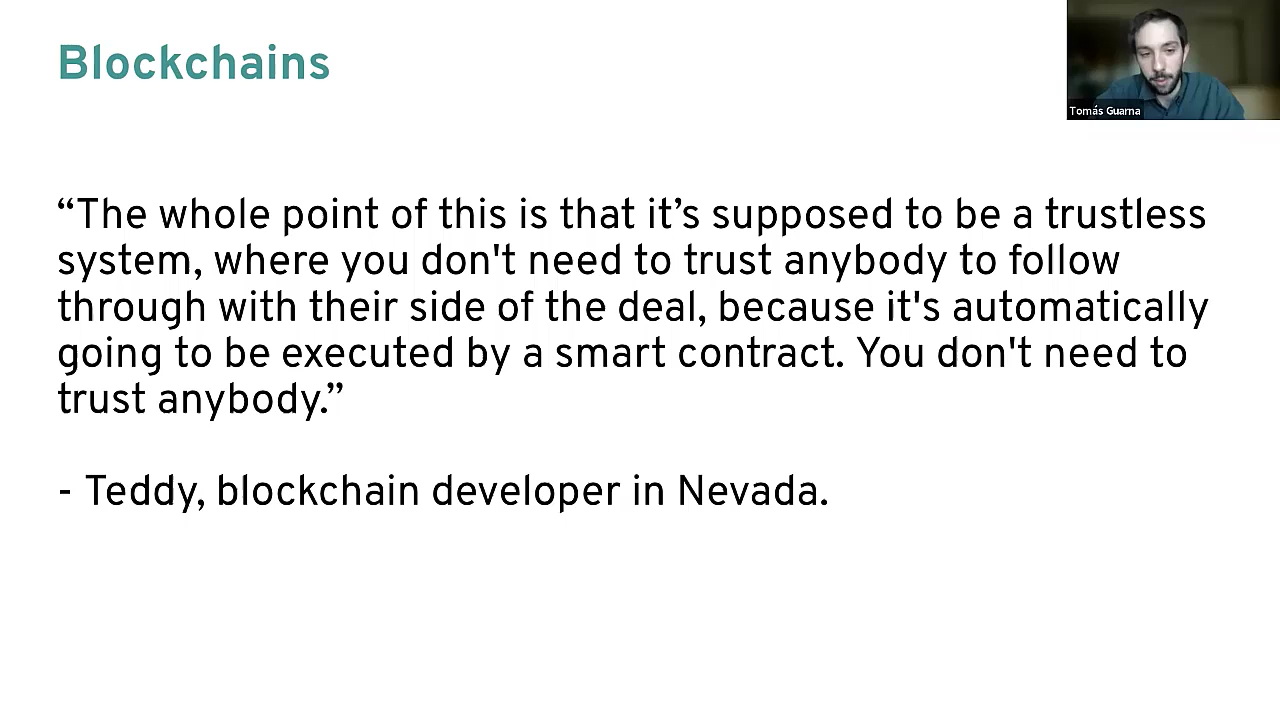 Blockchains
Tomás Guarna
“The whole point of this is that it’s supposed to be a trustless
system, where you don't need to trust anybody to follow
through with their side of the deal, because it's automatically
going to be executed by a smart contract. You don't need to
trust anybody.”
- Teddy, blockchain developer in Nevada.